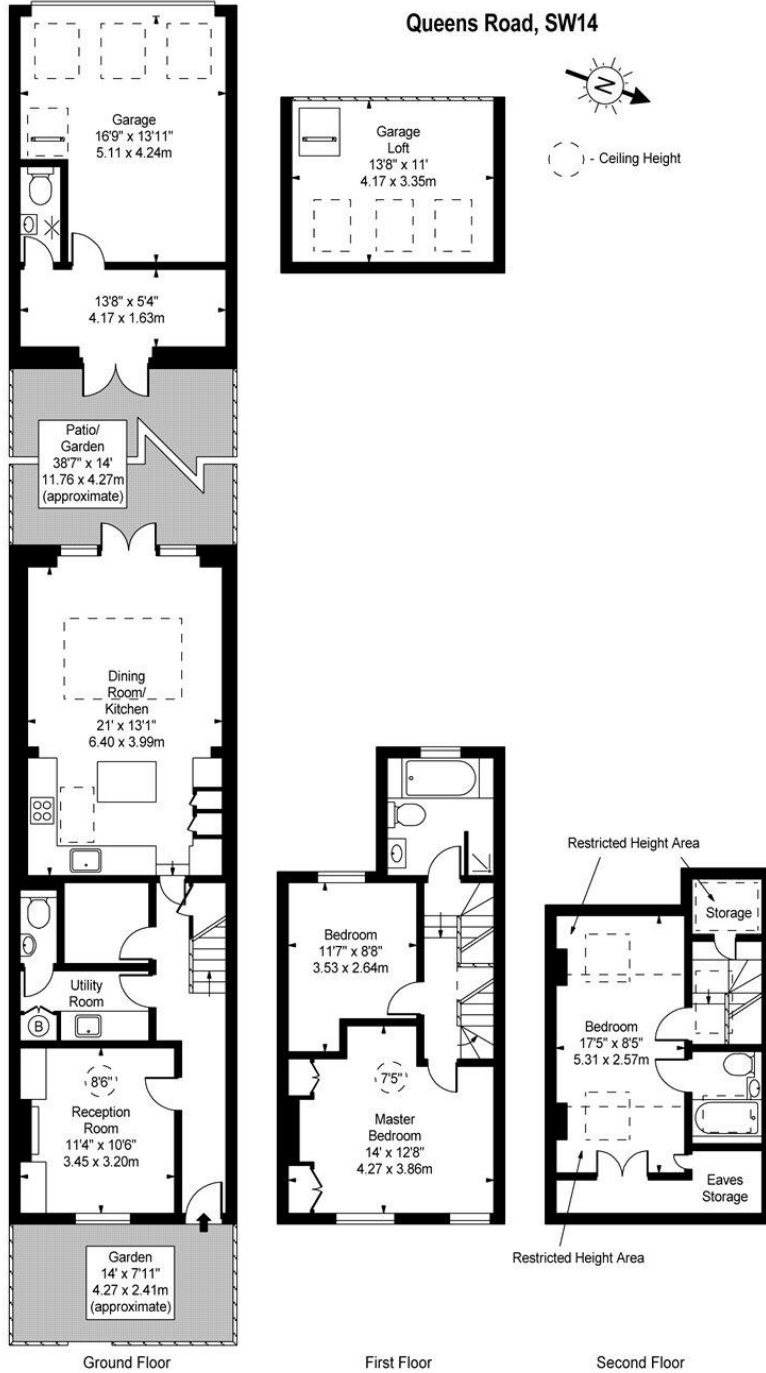 Queens Road, SW14
N
- Ceiling Height
Garage
16'9" x 13'11"
5.11 x 4.24m
Garage
Loft
13'8" x 11'
4.17 x 3.35m
13'8" x 5'4"
4.17 x 1.63m
Patio/
Garden
38'7" x 14'
11.76 x 4.27m
(approximate)
Dining
Room/
Kitchen
21' x 13'1"
6.40 x 3.99m
Utility
Room
B
8'6"
Reception
Room
11'4" x 10'6"
3.45 x 3.20m
Garden
14' x 7'11"
4.27 x 2.41m
(approximate)
Ground Floor
Bedroom
11'7" x 8'8"
3.53 x 2.64m
7'5"
Master
Bedroom
14' x 12'8"
4.27 x 3.86m
First Floor
Restricted Height Area
Storage
Bedroom
17'5" x 8'5"
5.31 x 2.57m
Eaves
Storage
Restricted Height Area
Second Floor